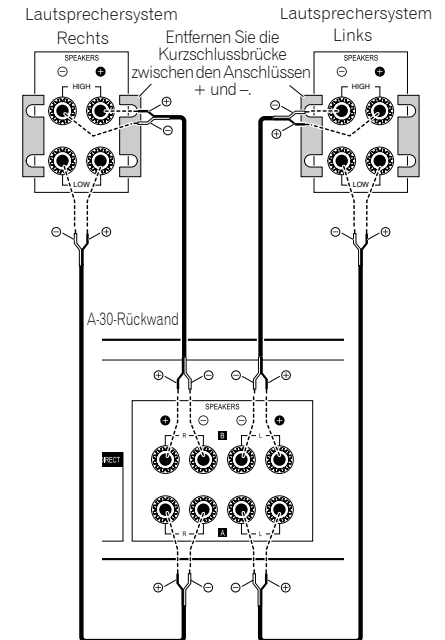 Lautsprechersystem
Rechts
Entfernen Sie die
Kurzschlussbrücke
zwischen den Anschlüssen
+ und –.
Lautsprechersystem
Links
SPEAKERS
⊖ ⊕
HIGH
LOW
⊕
⊖
⊖ ⊕
SPEAKERS
⊖ ⊕
HIGH
LOW
⊖
⊕
⊖ ⊕
A-30-Rückwand
⊕ ⊖ ⊖ ⊕
SPEAKERS
⊕ ⊖ ⊖ ⊕
R B L
DIRECT
R A L
⊕ ⊖ ⊖ ⊕